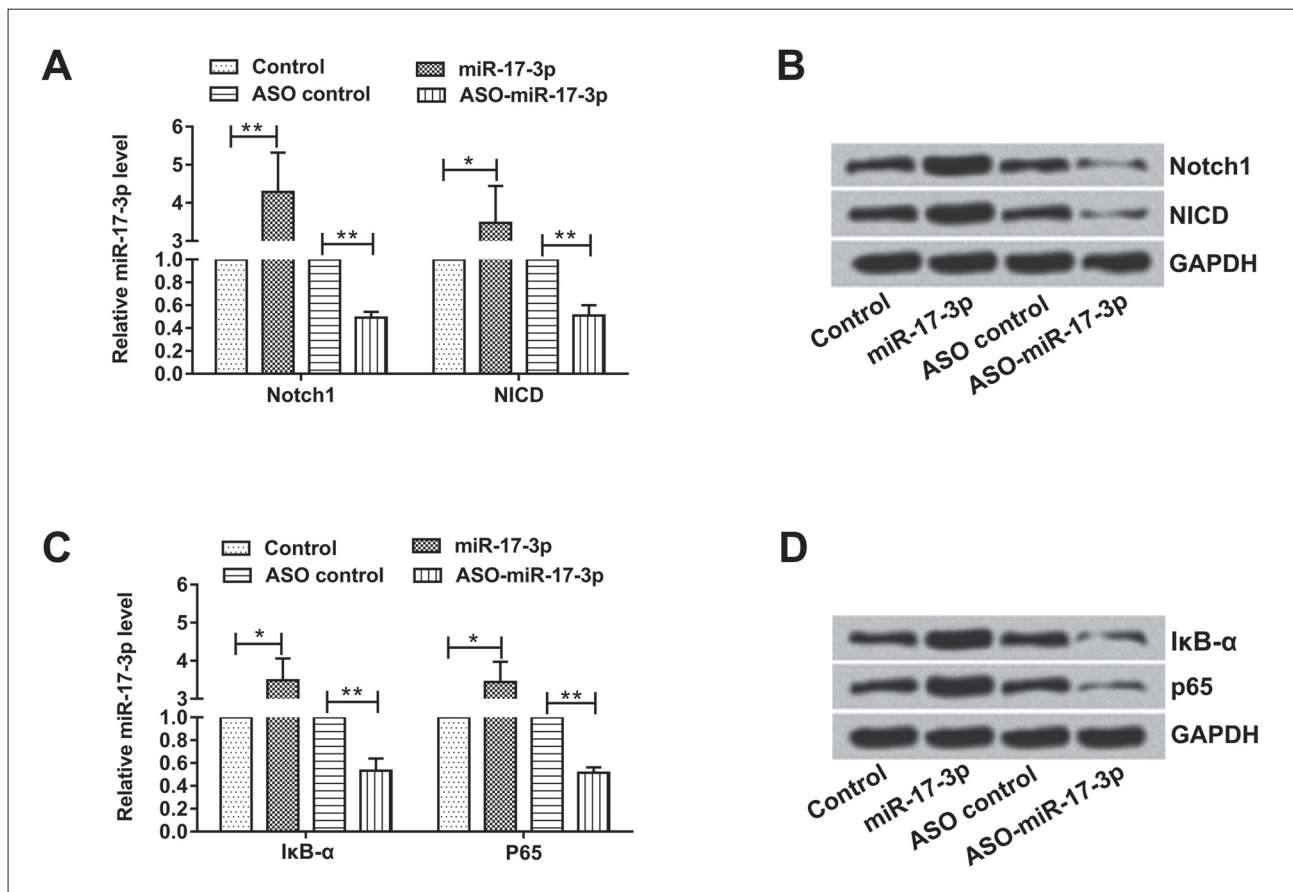 A
Control
miR-17-3p
ASO control
ASO-miR-17-3p
Relative miR-17-3p level
6
5
4
3
1.0
0.8
0.6
0.4
0.2
0.0
**
*
**
**
Notch1
NICD
B
Notch1
NICD
GAPDH
Control
miR-17-3p
ASO control
ASO-miR-17-3p
C
Control
miR-17-3p
ASO control
ASO-miR-17-3p
Relative miR-17-3p level
6
5
4
3
1.0
0.8
0.6
0.4
0.2
0.0
*
*
**
**
IκB-α
P65
D
IκB-α
p65
GAPDH
Control
miR-17-3p
ASO control
ASO-miR-17-3p